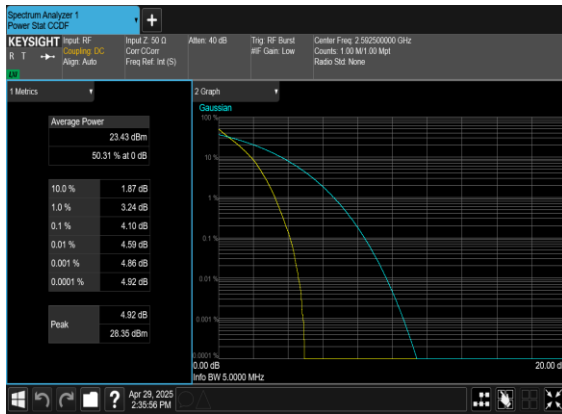 Spectrum Analyzer 1
Power Stat CCDF
KEYSIGHT
R T
Input: RF
Coupling: DC
Align: Auto
Input Z: 50 Ω
Corr CCorr
Freq Ref: Int (S)
Atten: 40 dB
Trig: RF Burst
#IF Gain: Low
Center Freq: 2.592500000 GHz
Counts: 1.00 M/1.00 Mpt
Radio Std: None
1 Metrics
Average Power
23.43 dBm
50.31 % at 0 dB
10.0 % 1.87 dB
1.0 % 3.24 dB
0.1 % 4.10 dB
0.01 % 4.59 dB
0.001 % 4.86 dB
0.0001 % 4.92 dB
Peak
4.92 dB
28.35 dBm
2 Graph
Gaussian
100 %
10 %
1 %
0.1 %
0.01 %
0.001 %
0.0001 %
0.00 dB
20.00 d
Info BW 5.0000 MHz
Apr 29, 2025
2:35:56 PM